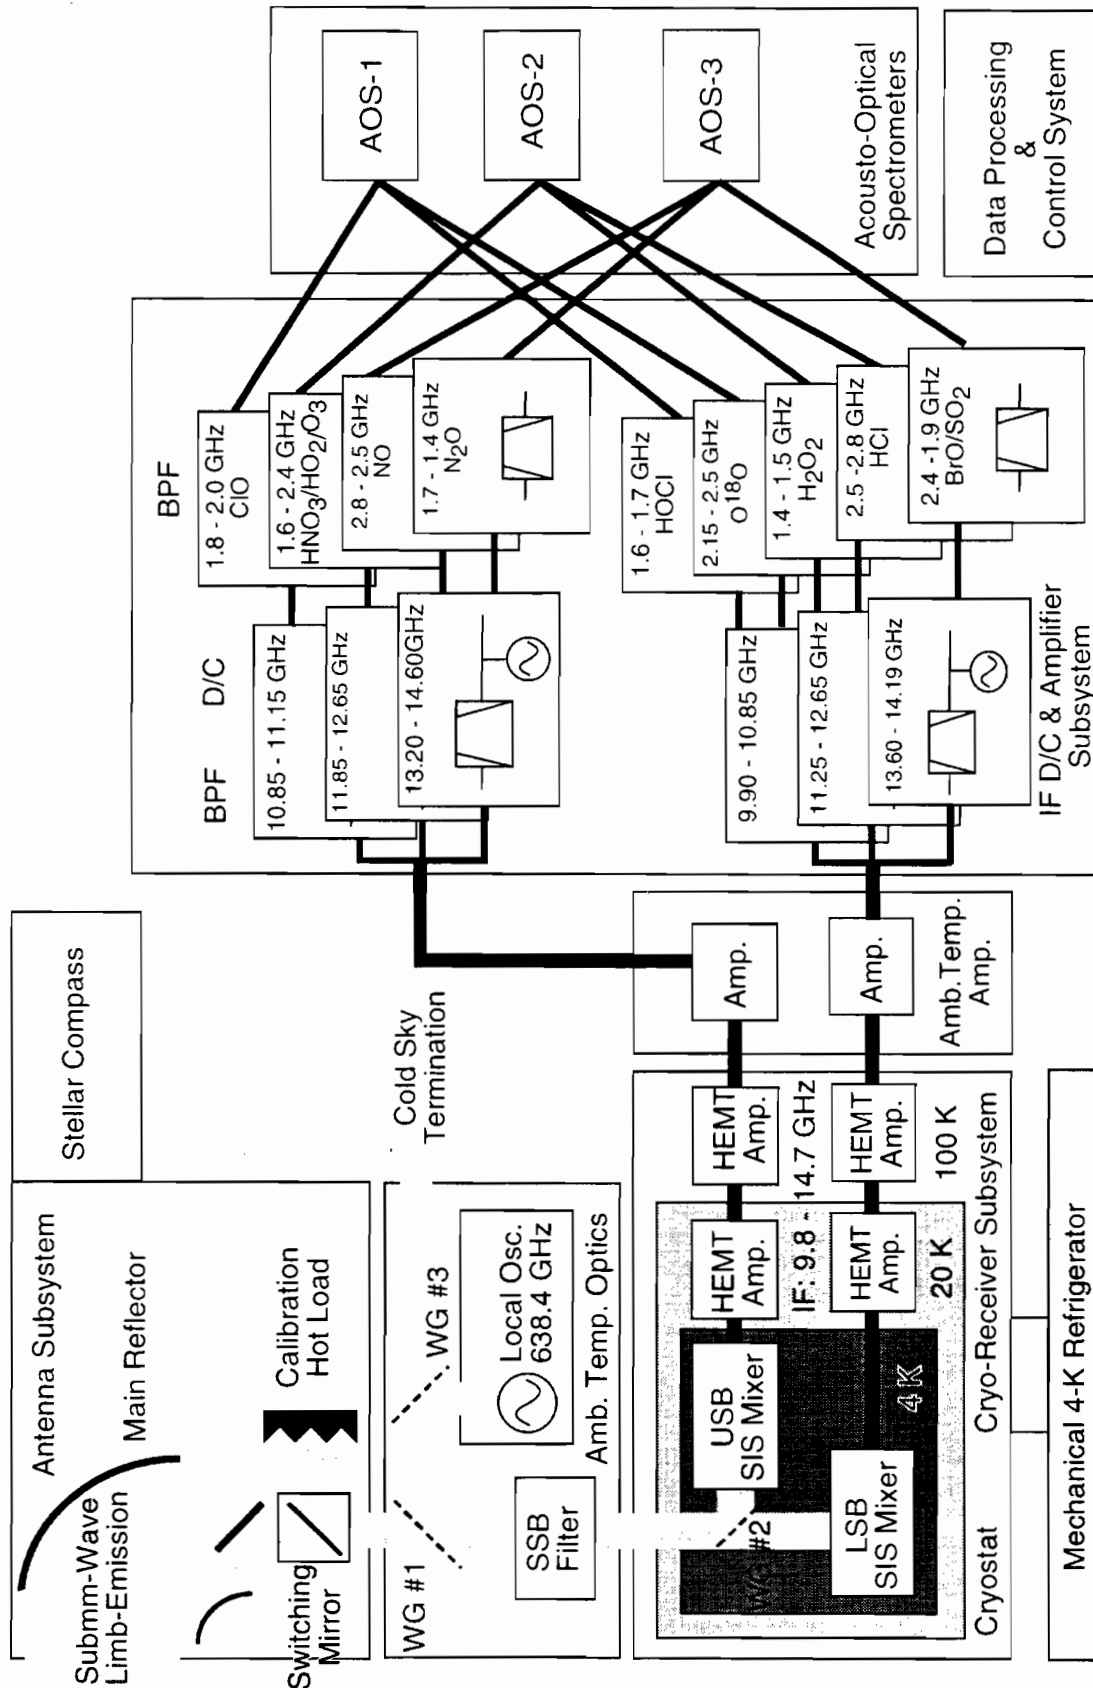 Antenna Subsystem
Submm-Wave
Limb-Emission
Main Reflector
Switching
Mirror
Calibration
Hot Load
Stellar Compass
WG #1
WG #3
SSB
Filter
Local Osc.
638.4 GHz
Amb. Temp. Optics
Cold Sky
Termination
USB
SIS Mixer
WG #2
LSB
SIS Mixer
4 K
HEMT
Amp.
HEMT
Amp.
IF: 9.8 - 14.7 GHz
HEMT
Amp.
HEMT
Amp.
20 K
100 K
Cryostat
Cryo-Receiver Subsystem
Mechanical 4-K Refrigerator
Amp.
Amp.
Amb.Temp.
Amp.
BPF
D/C
BPF
10.85 - 11.15 GHz
11.85 - 12.65 GHz
13.20 - 14.60GHz
1.8 - 2.0 GHz
ClO
1.6 - 2.4 GHz
HNO3/HO2/O3
2.8 - 2.5 GHz
NO
1.7 - 1.4 GHz
N2O
9.90 - 10.85 GHz
11.25 - 12.65 GHz
13.60 - 14.19 GHz
1.6 - 1.7 GHz
HOCl
2.15 - 2.5 GHz
O18O
1.4 - 1.5 GHz
H2O2
2.5 -2.8 GHz
HCl
2.4 -1.9 GHz
BrO/SO2
IF D/C & Amplifier
Subsystem
AOS-1
AOS-2
AOS-3
Acousto-Optical
Spectrometers
Data Processing
&
Control System